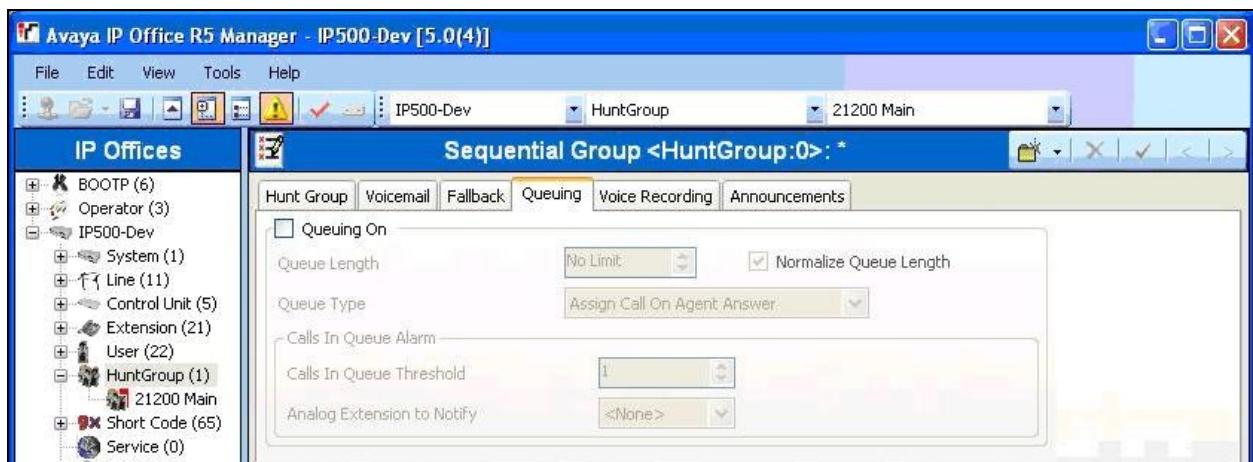 Avaya IP Office R5 Manager - IP500-Dev [5.0(4)]
File Edit View Tools Help
IP500-Dev HuntGroup 21200 Main
IP Offices
Sequential Group <HuntGroup:0>: *
BOOTP (6)
Operator (3)
IP500-Dev
System (1)
Line (11)
Control Unit (5)
Extension (21)
User (22)
HuntGroup (1)
21200 Main
Short Code (65)
Service (0)
Hunt Group Voicemail Fallback Queuing Voice Recording Announcements
Queuing On
Queue Length No Limit Normalize Queue Length
Queue Type Assign Call On Agent Answer
Calls In Queue Alarm
Calls In Queue Threshold 1
Analog Extension to Notify <None>